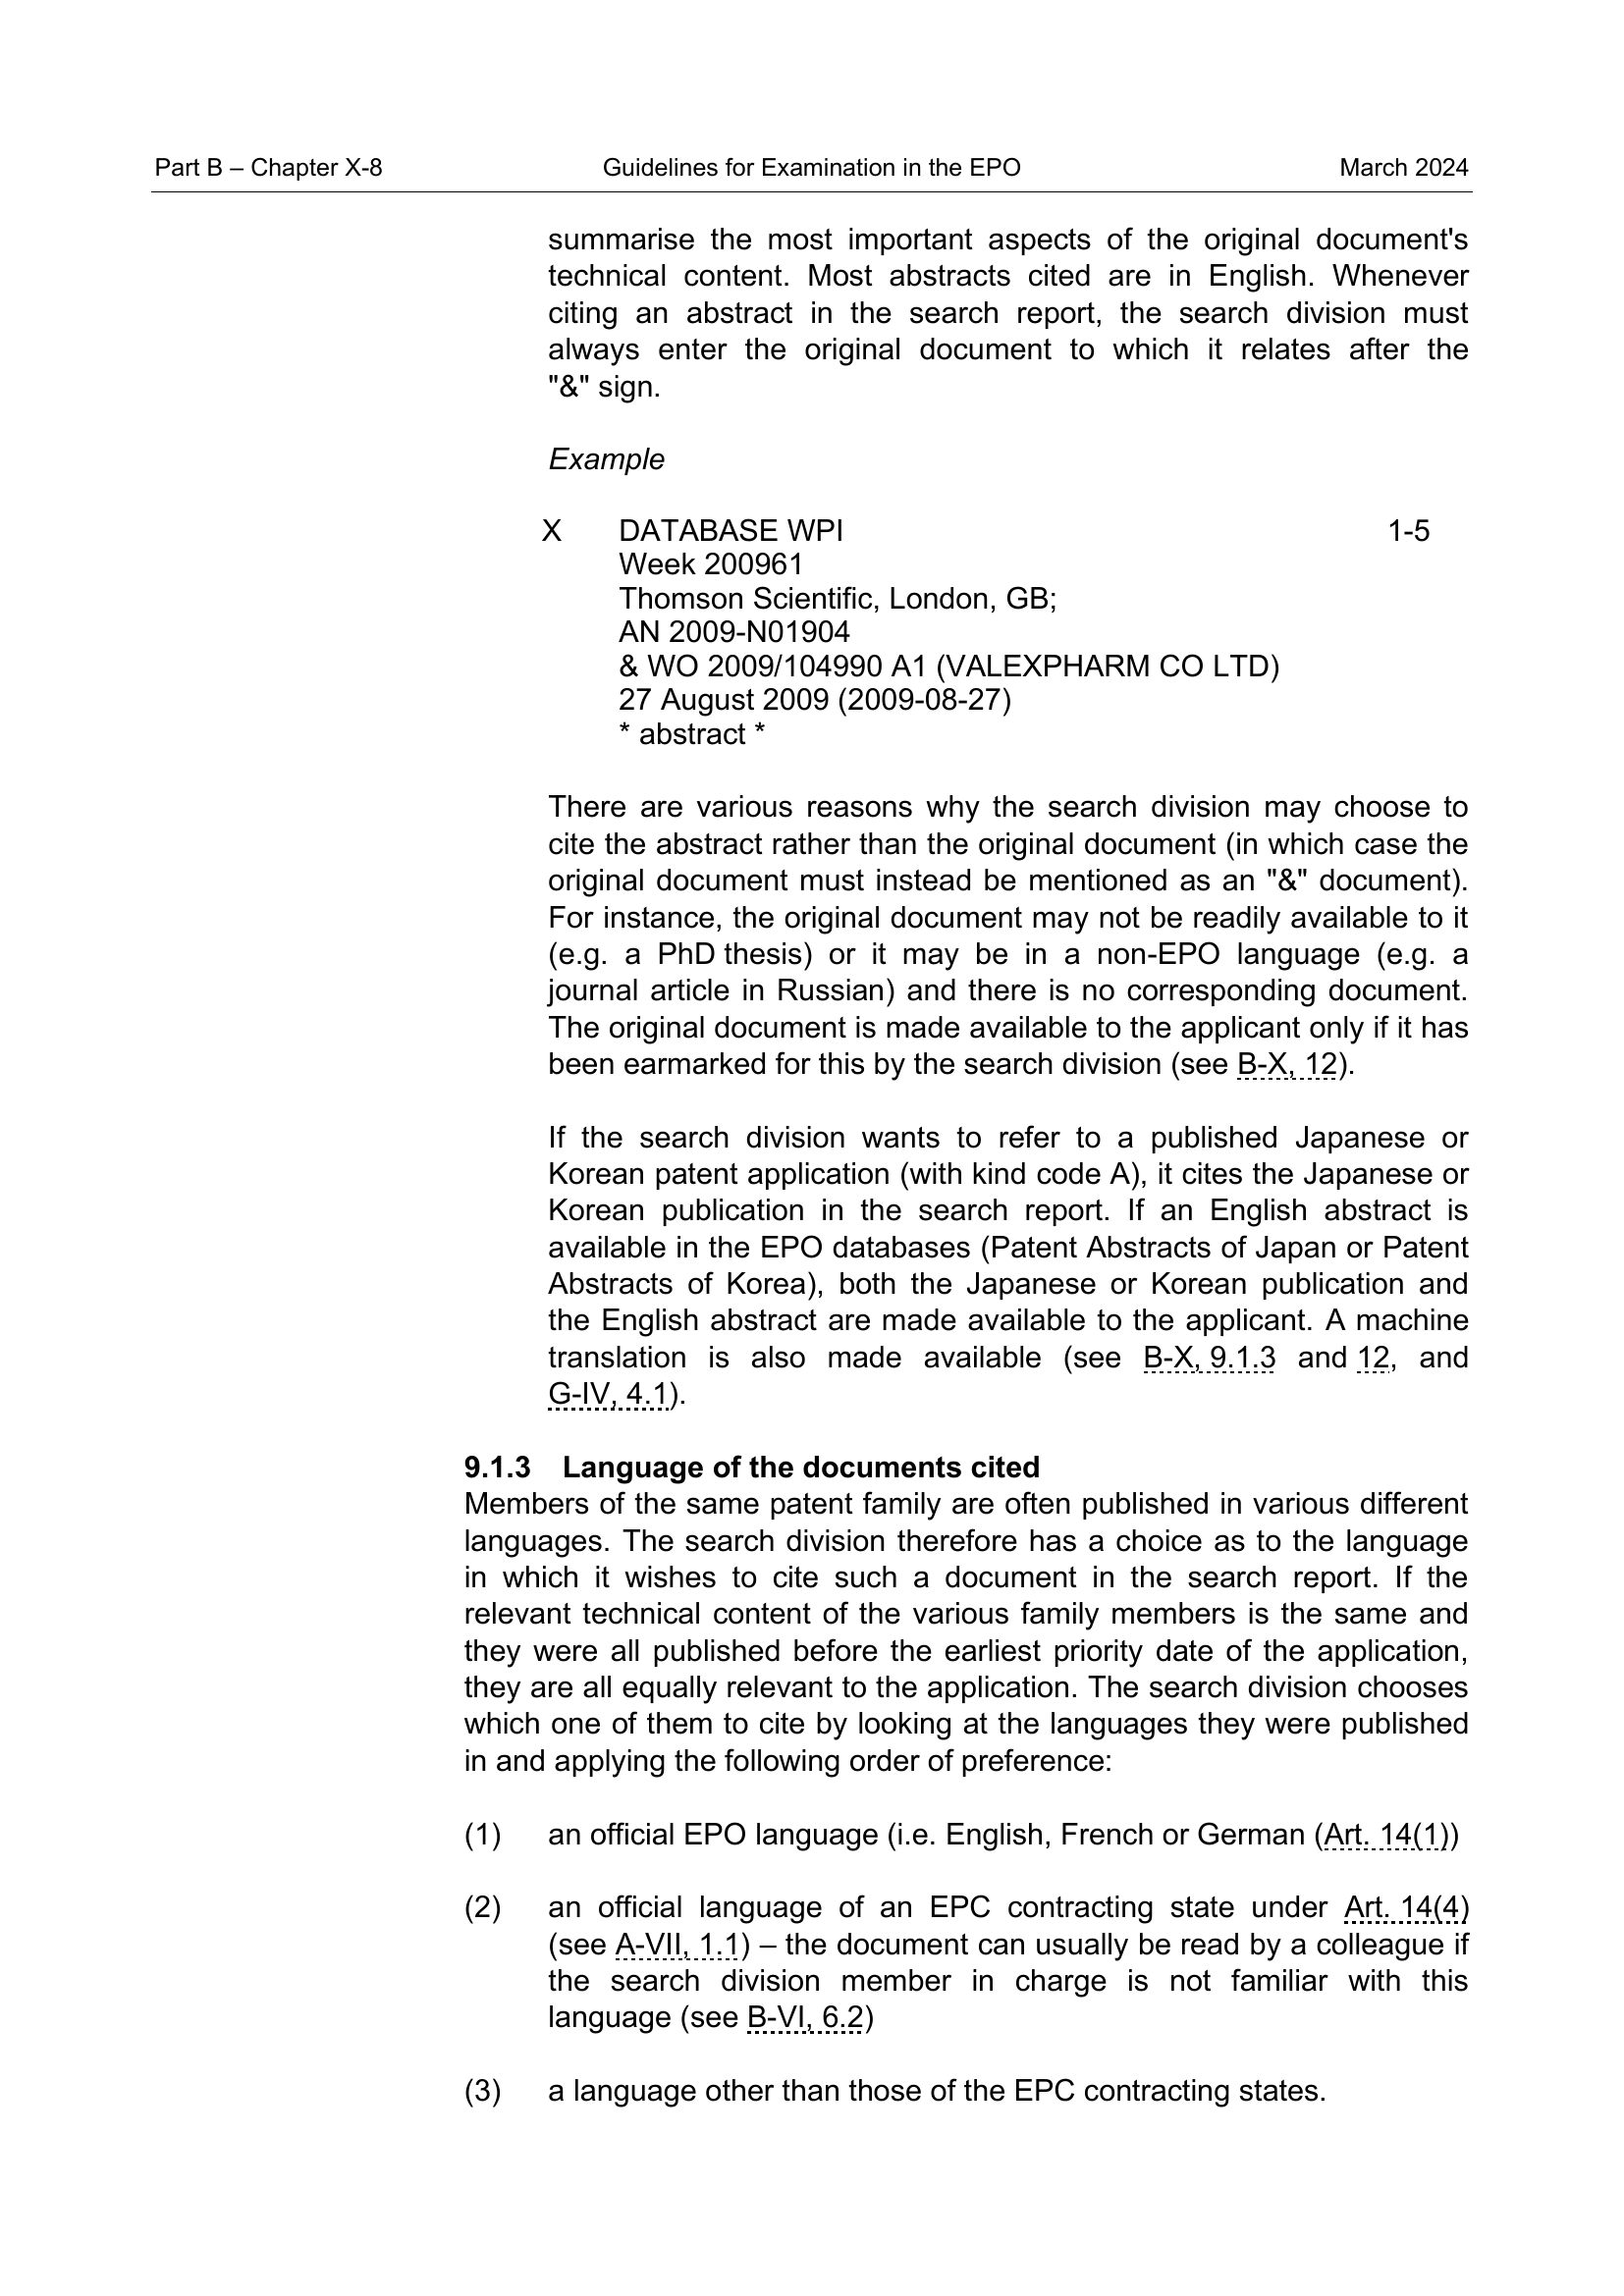 Part B – Chapter X-8 Guidelines for Examination in the EPO March 2024
summarise the most important aspects of the original document's
technical content. Most abstracts cited are in English. Whenever
citing an abstract in the search report, the search division must
always enter the original document to which it relates after the
"&" sign.
Example
X DATABASE WPI 1-5
Week 200961
Thomson Scientific, London, GB;
AN 2009-N01904
& WO 2009/104990 A1 (VALEXPHARM CO LTD)
27 August 2009 (2009-08-27)
* abstract *
There are various reasons why the search division may choose to
cite the abstract rather than the original document (in which case the
original document must instead be mentioned as an "&" document).
For instance, the original document may not be readily available to it
(e.g. a PhD thesis) or it may be in a non-EPO language (e.g. a
journal article in Russian) and there is no corresponding document.
The original document is made available to the applicant only if it has
been earmarked for this by the search division (see B-X, 12).
If the search division wants to refer to a published Japanese or
Korean patent application (with kind code A), it cites the Japanese or
Korean publication in the search report. If an English abstract is
available in the EPO databases (Patent Abstracts of Japan or Patent
Abstracts of Korea), both the Japanese or Korean publication and
the English abstract are made available to the applicant. A machine
translation is also made available (see B-X, 9.1.3 and 12, and
G-IV, 4.1).
9.1.3 Language of the documents cited
Members of the same patent family are often published in various different
languages. The search division therefore has a choice as to the language
in which it wishes to cite such a document in the search report. If the
relevant technical content of the various family members is the same and
they were all published before the earliest priority date of the application,
they are all equally relevant to the application. The search division chooses
which one of them to cite by looking at the languages they were published
in and applying the following order of preference:
(1) an official EPO language (i.e. English, French or German (Art. 14(1))
(2) an official language of an EPC contracting state under Art. 14(4)
(see A-VII, 1.1) – the document can usually be read by a colleague if
the search division member in charge is not familiar with this
language (see B-VI, 6.2)
(3) a language other than those of the EPC contracting states.